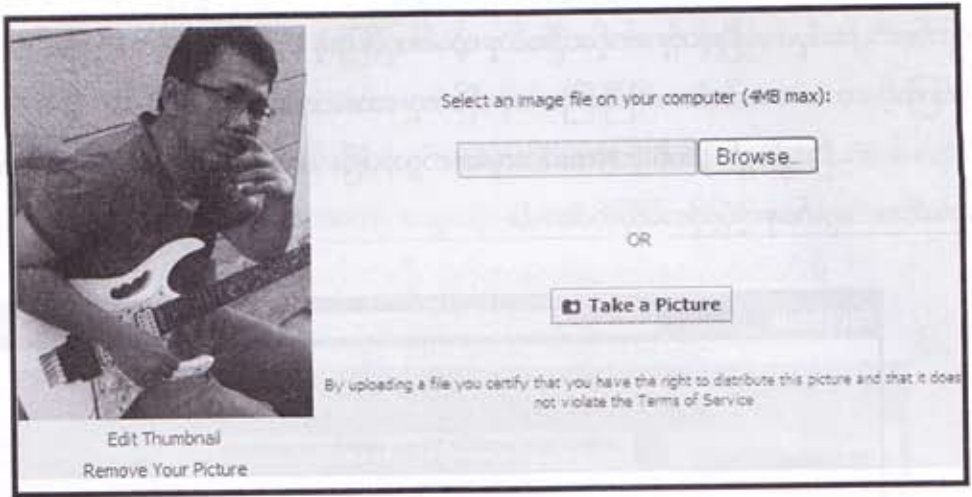 Select an image file on your computer (4MB max):
Browse...
OR
Take a Picture
By uploading a file you certify that you have the right to distribute this picture and that it does
not violate the Terms of Service
Edit Thumbnail
Remove Your Picture